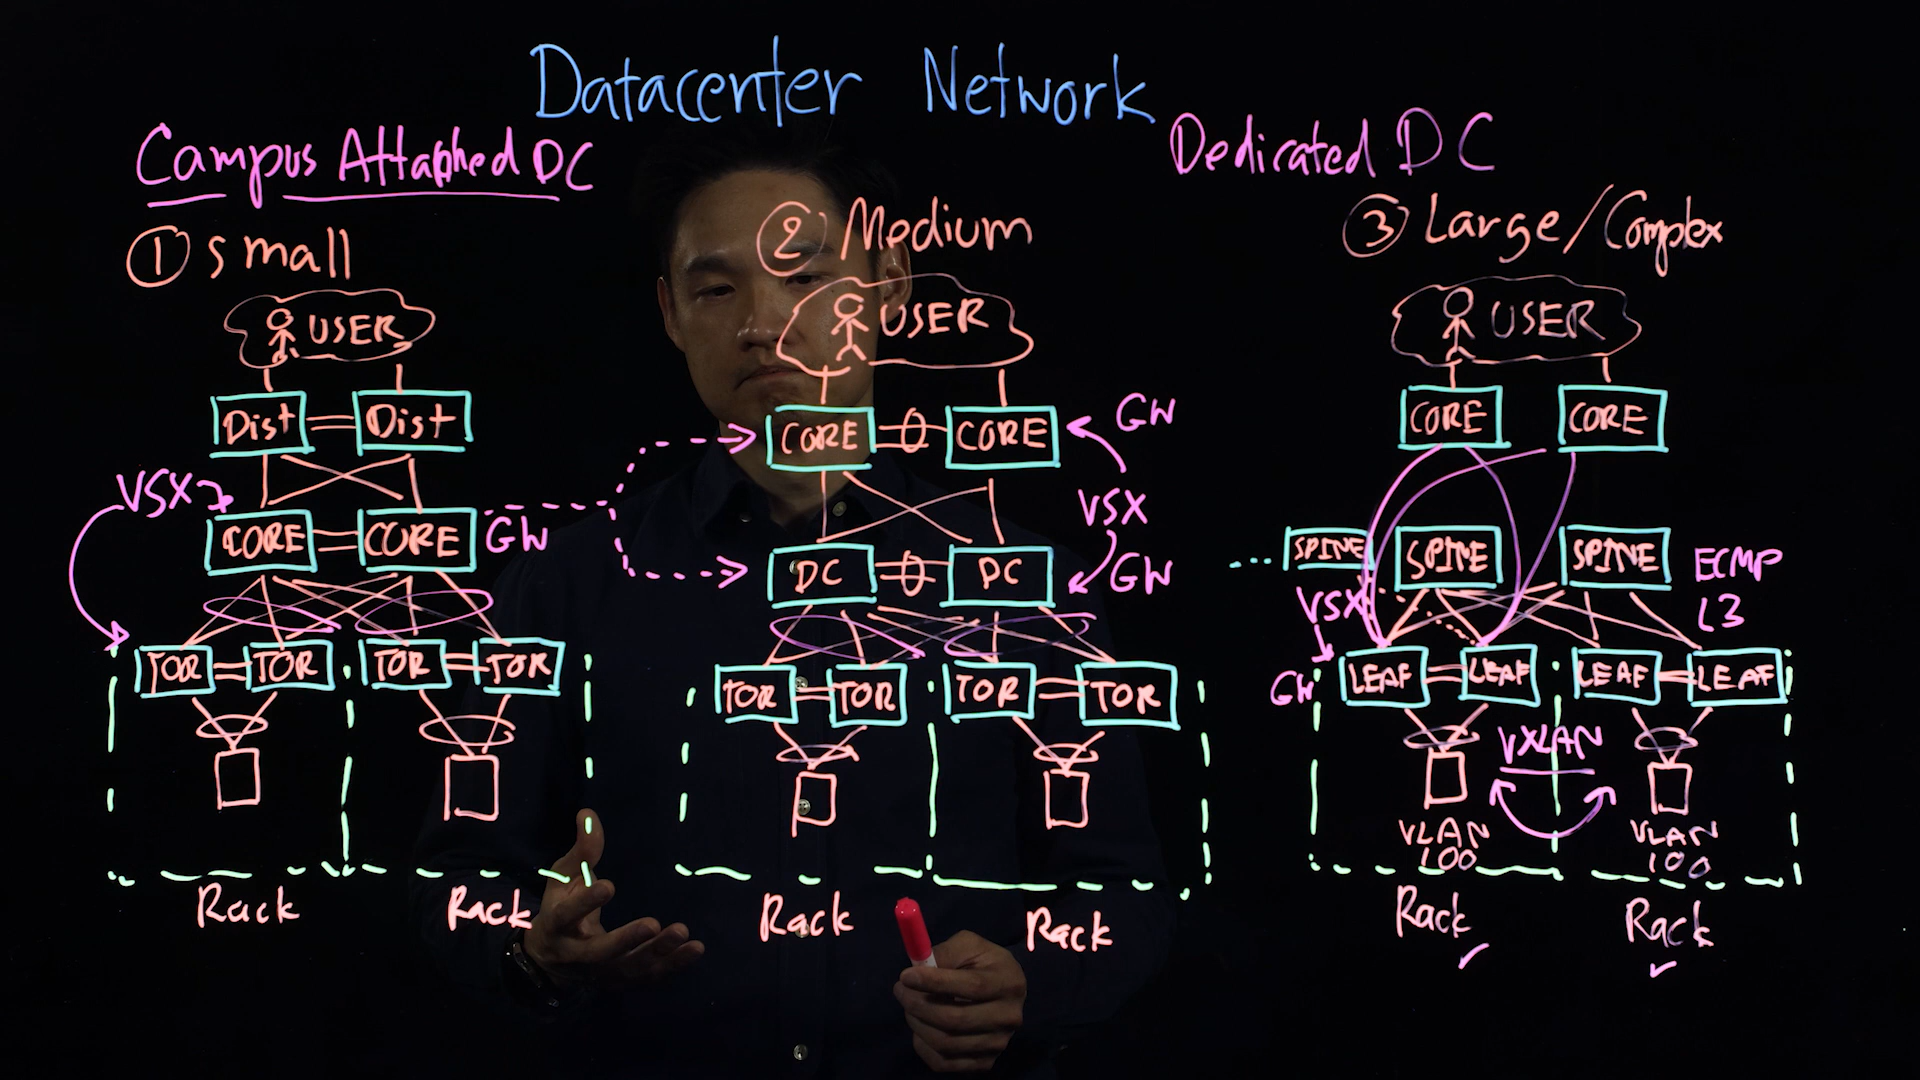 Datacenter Network
Campus Attached DC
Dedicated DC
① Small
② Medium
③ Large/Complex
USER
USER
USER
Dist Dist
CORE CORE GW
CORE CORE
VSX
CORE CORE GW
VSX
DC DC GW
SPINE SPINE SPINE ECMP
L3
VSX
TOR TOR TOR TOR
TOR TOR TOR TOR
GW LEAF LEAF LEAF LEAF
VXLAN
VLAN
100
VLAN
100
Rack Rack
Rack Rack
Rack Rack